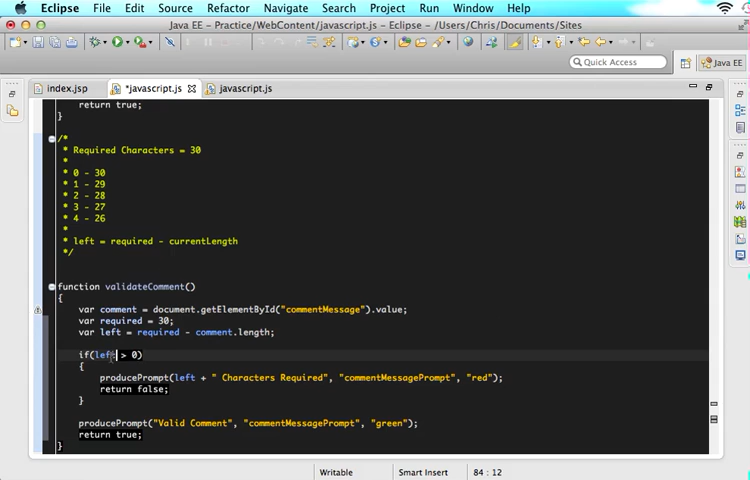 Eclipse File Edit Source Refactor Navigate Search Project Run Window Help
Java EE - Practice/WebContent/javascript.js - Eclipse - /Users/Chris/Documents/Sites
Quick Access
Java EE
index.jsp *javascript.js javascript.js
return true;
}
/*
* Required Characters = 30
*
* 0 - 30
* 1 - 29
* 2 - 28
* 3 - 27
* 4 - 26
*
* left = required - currentLength
*/
function validateComment()
{
var comment = document.getElementById("commentMessage").value;
var required = 30;
var left = required - comment.length;
if(left > 0)
{
producePrompt(left + " Characters Required", "commentMessagePrompt", "red");
return false;
}
producePrompt("Valid Comment", "commentMessagePrompt", "green");
return true;
}
Writable Smart Insert 84 : 12